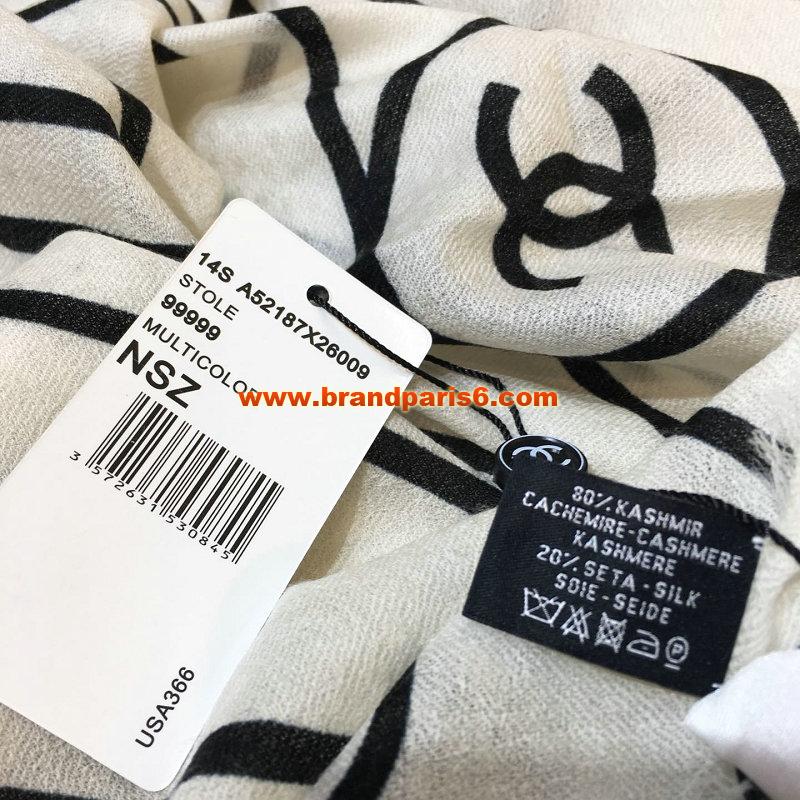 14S A52187X26009
STOLE
99999
MULTICOLOR
NSZ
3 572631 530845
USA366
www.brandparis6.com
80% KASHMIR
CACHEMIRE-CASHMERE
KASHMERE
20% SETA - SILK
SOIE - SEIDE
P